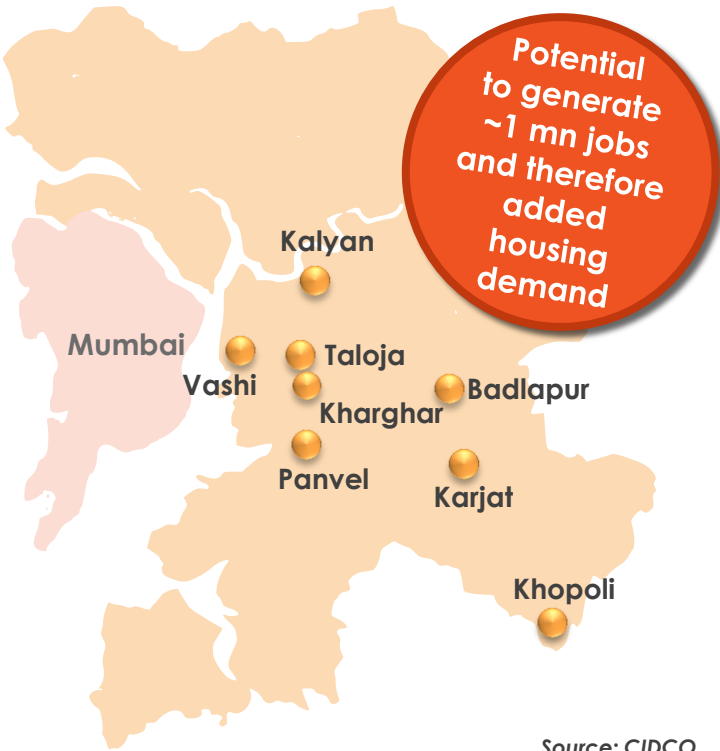 Potential
to generate
~1 mn jobs
and therefore
added
housing
demand
Kalyan
Mumbai
Taloja
Vashi
Badlapur
Kharghar
Panvel
Karjat
Khopoli
Source: CIDCO